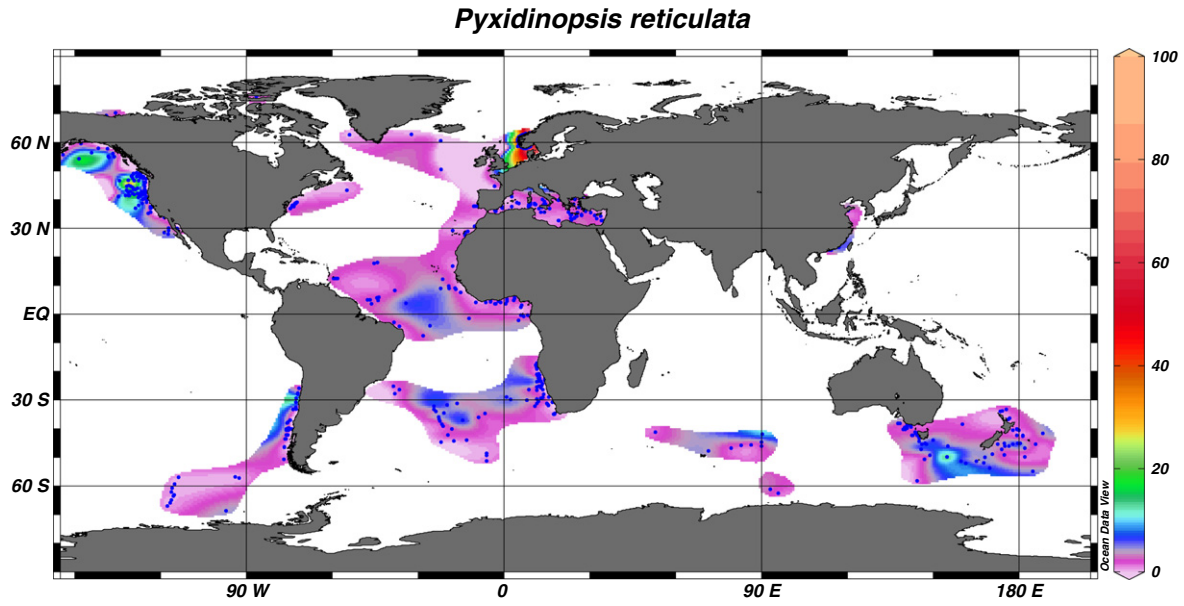 Pyxidinopsis reticulata
100
80
60
40
20
0
60 N
30 N
EQ
30 S
60 S
90 W
0
90 E
180 E
Ocean Data View